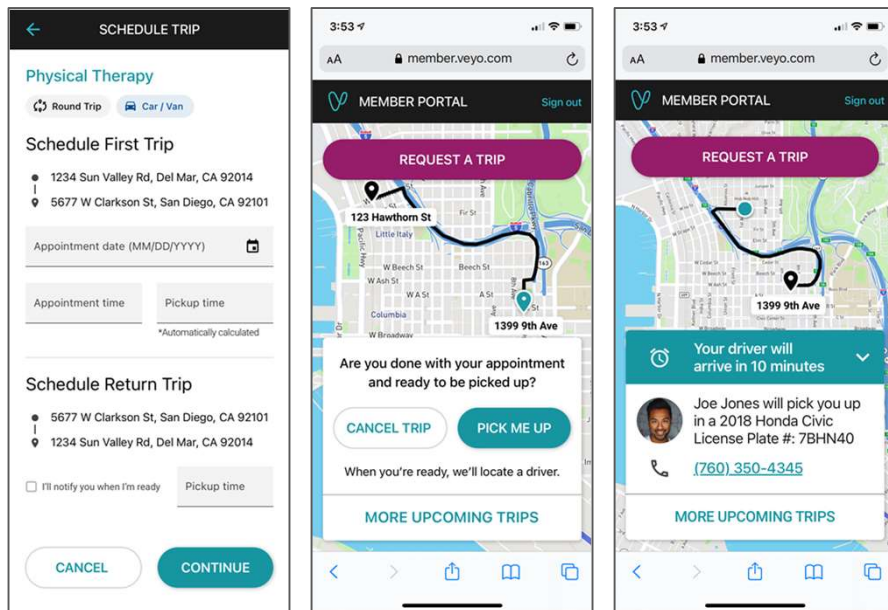 SCHEDULE TRIP
Physical Therapy
Round Trip
Car / Van
Schedule First Trip
1234 Sun Valley Rd, Del Mar, CA 92014
5677 W Clarkson St, San Diego, CA 92101
Appointment date (MM/DD/YYYY)
Appointment time
Pickup time
*Automatically calculated
Schedule Return Trip
5677 W Clarkson St, San Diego, CA 92101
1234 Sun Valley Rd, Del Mar, CA 92014
I'll notify you when I'm ready
Pickup time
CANCEL
CONTINUE
3:53
AA
member.veyo.com
MEMBER PORTAL
Sign out
REQUEST A TRIP
123 Hawthorn St
Fir St
Little Italy
Pacific Hwy
W Beech St
Beech St
W Ash St
W A St
A St
8th Ave
163
Columbia
1399 9th Ave
W Broadway
Are you done with your appointment
and ready to be picked up?
CANCEL TRIP
PICK ME UP
When you're ready, we'll locate a driver.
MORE UPCOMING TRIPS
3:53
AA
member.veyo.com
MEMBER PORTAL
Sign out
REQUEST A TRIP
1399 9th Ave
Your driver will
arrive in 10 minutes
Joe Jones will pick you up
in a 2018 Honda Civic
License Plate #: 7BHN40
(760) 350-4345
MORE UPCOMING TRIPS